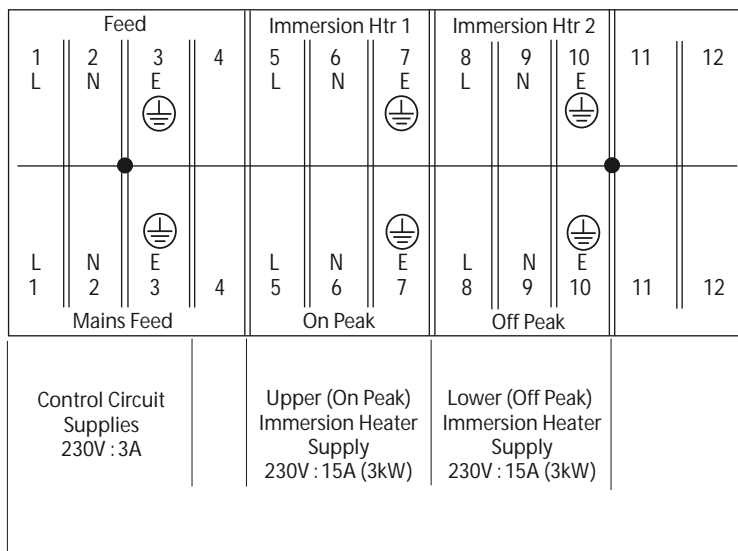 Feed Immersion Htr 1 Immersion Htr 2
1 2 3 4 5 6 7 8 9 10 11 12
L N E L N E L N E
L N E L N E L N E
1 2 3 4 5 6 7 8 9 10 11 12
Mains Feed On Peak Off Peak
Control Circuit
Supplies
230V : 3A
Upper (On Peak)
Immersion Heater
Supply
230V : 15A (3kW)
Lower (Off Peak)
Immersion Heater
Supply
230V : 15A (3kW)